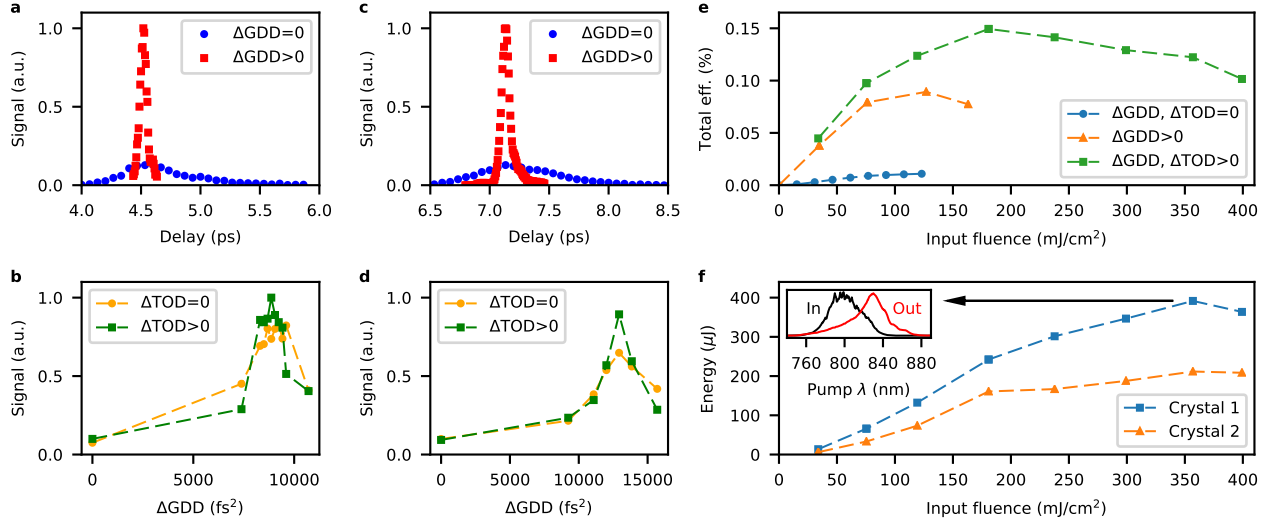 a
Signal (a.u.)
1.0
0.5
0.0
ΔGDD=0
ΔGDD>0
4.0 4.5 5.0 5.5 6.0
Delay (ps)
c
Signal (a.u.)
1.0
0.5
0.0
ΔGDD=0
ΔGDD>0
6.5 7.0 7.5 8.0 8.5
Delay (ps)
e
Total eff. (%)
0.15
0.10
0.05
0.00
ΔGDD, ΔTOD=0
ΔGDD>0
ΔGDD, ΔTOD>0
0 50 100 150 200 250 300 350 400
Input fluence (mJ/cm²)
b
Signal (a.u.)
1.0
0.5
0.0
ΔTOD=0
ΔTOD>0
0 5000 10000
ΔGDD (fs²)
d
Signal (a.u.)
1.0
0.5
0.0
ΔTOD=0
ΔTOD>0
0 5000 10000 15000
ΔGDD (fs²)
f
Energy (μJ)
400
300
200
100
0
In Out
760 800 840 880
Pump λ (nm)
Crystal 1
Crystal 2
0 50 100 150 200 250 300 350 400
Input fluence (mJ/cm²)